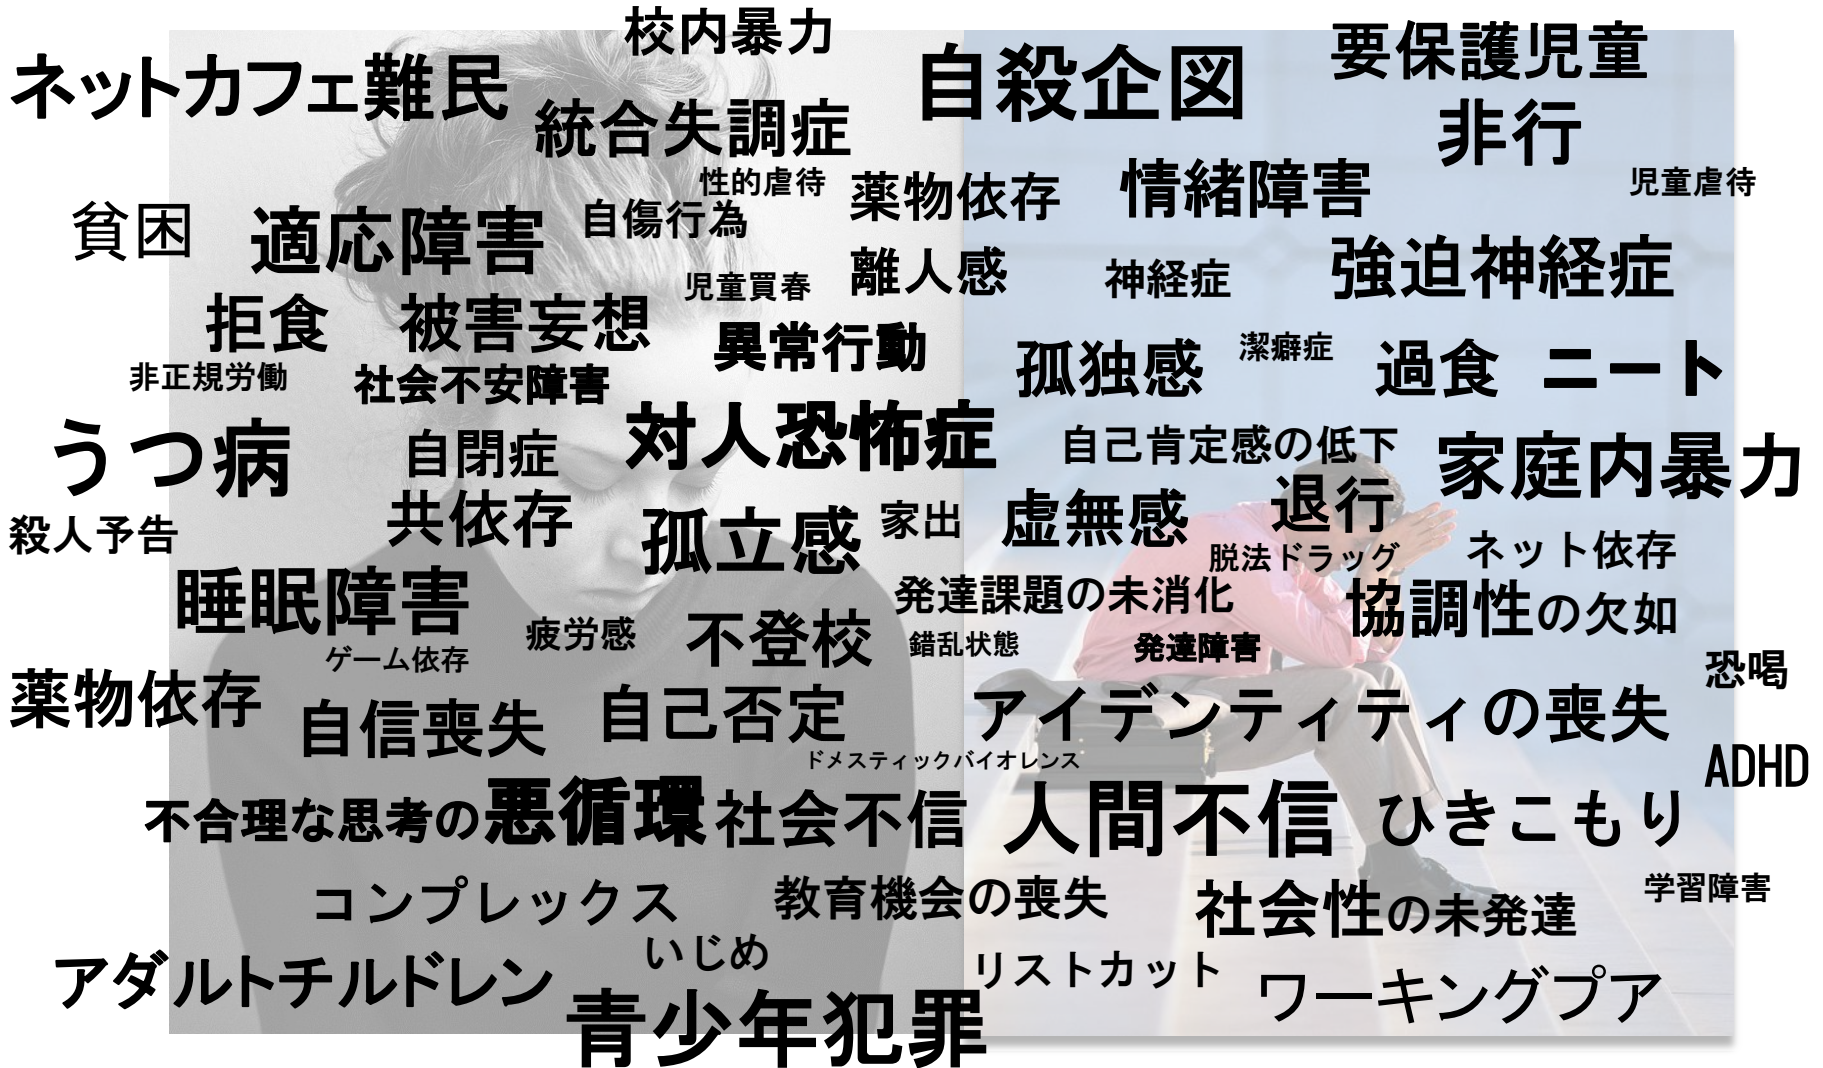 校内暴力
ネットカフェ難民
自殺企図
要保護児童
統合失調症
非行
性的虐待
薬物依存
情緒障害
児童虐待
貧困
適応障害
自傷行為
離人感
神経症
強迫神経症
児童買春
拒食
被害妄想
異常行動
孤独感
潔癖症
過食
ニート
非正規労働
社会不安障害
うつ病
自閉症
対人恐怖症
自己肯定感の低下
家庭内暴力
殺人予告
共依存
孤立感
家出
虚無感
退行
脱法ドラッグ
ネット依存
睡眠障害
疲労感
不登校
発達課題の未消化
協調性の欠如
ゲーム依存
錯乱状態
発達障害
恐喝
薬物依存
自信喪失
自己否定
アイデンティティの喪失
ドメスティックバイオレンス
ADHD
不合理な思考の悪循環
社会不信
人間不信
ひきこもり
コンプレックス
教育機会の喪失
社会性の未発達
学習障害
いじめ
アダルトチルドレン
リストカット
ワーキングプア
青少年犯罪